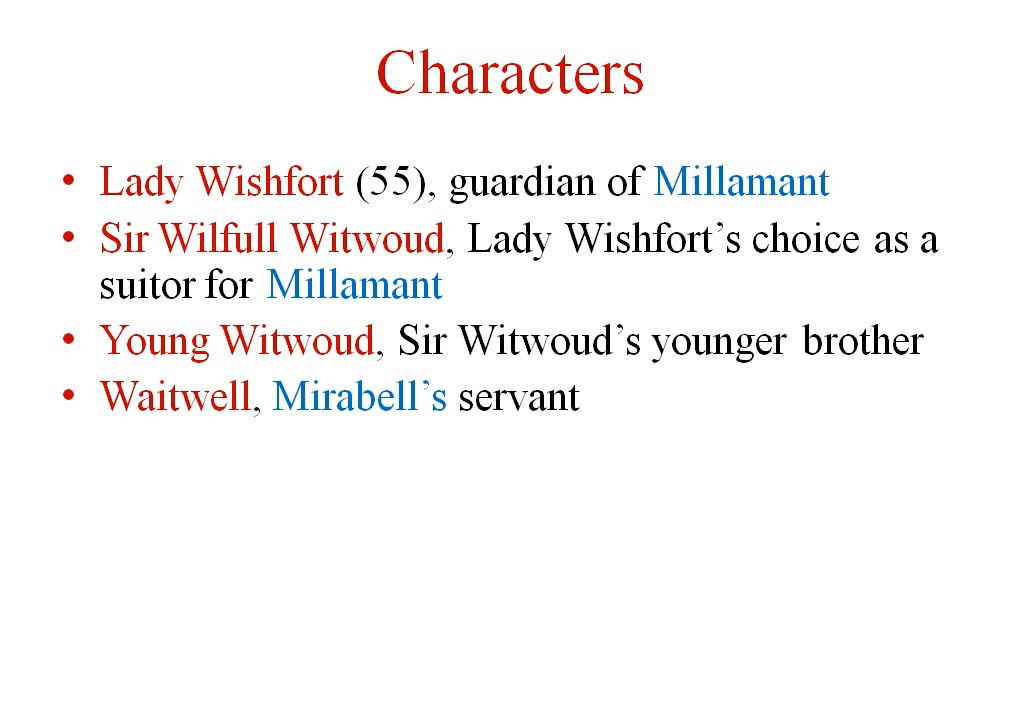 Characters
• Lady Wishfort (55), guardian of Millamant
• Sir Wilfull Witwoud, Lady Wishfort’s choice as a
suitor for Millamant
• Young Witwoud, Sir Witwoud’s younger brother
• Waitwell, Mirabell’s servant